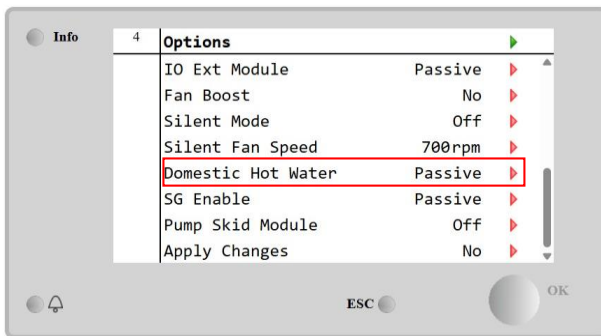 Info
4 Options
IO Ext Module Passive
Fan Boost No
Silent Mode Off
Silent Fan Speed 700rpm
Domestic Hot Water Passive
SG Enable Passive
Pump Skid Module Off
Apply Changes No
ESC OK